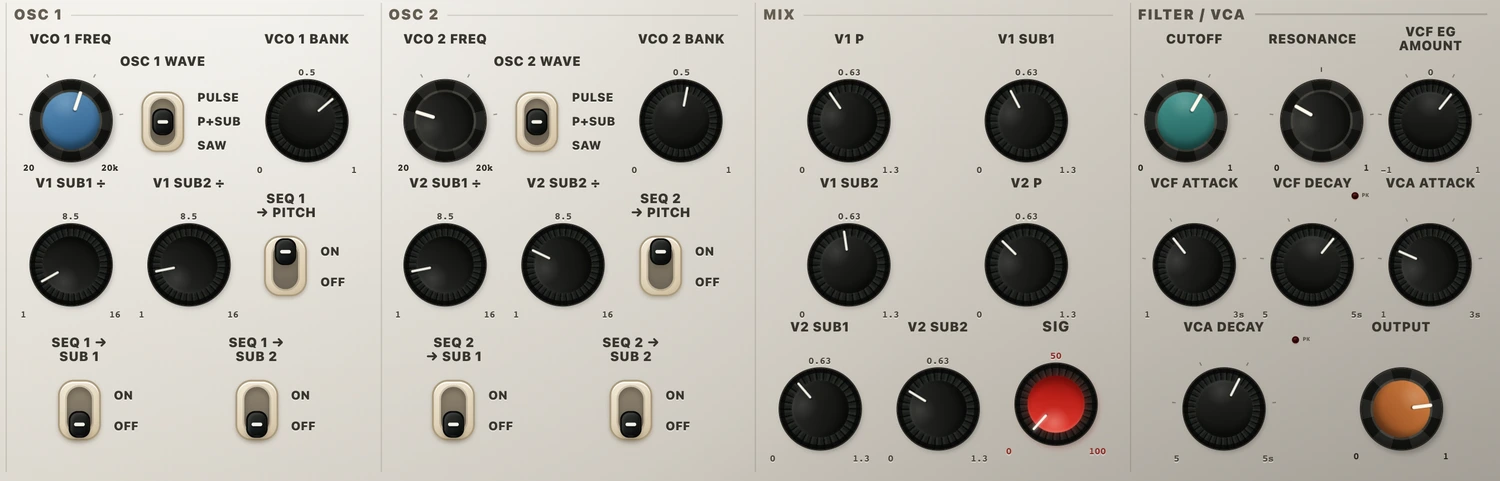 OSC 1
OSC 2
MIX
FILTER / VCA
VCO 1 FREQ
VCO 1 BANK
OSC 1 WAVE
0.5
PULSE
P+SUB
SAW
20
20k
0
1
VCO 2 FREQ
VCO 2 BANK
OSC 2 WAVE
0.5
PULSE
P+SUB
SAW
20
20k
0
1
V1 P
0.63
0
1.3
V1 SUB1
0.63
0
1.3
CUTOFF
RESONANCE
VCF EG
AMOUNT
0
0
1
0
1
-1
1
V1 SUB1 ÷
8.5
1
16
V1 SUB2 ÷
8.5
1
16
SEQ 1
→ PITCH
ON
OFF
V2 SUB1 ÷
8.5
1
16
V2 SUB2 ÷
8.5
1
16
SEQ 2
→ PITCH
ON
OFF
V1 SUB2
0.63
0
1.3
V2 P
0.63
0
1.3
VCF ATTACK
VCF DECAY
PK
VCA ATTACK
1
3s
5
5s
1
3s
SEQ 1 →
SUB 1
ON
OFF
SEQ 1 →
SUB 2
ON
OFF
SEQ 2
→ SUB 1
ON
OFF
SEQ 2 →
SUB 2
ON
OFF
V2 SUB1
0.63
0
1.3
V2 SUB2
0.63
0
1.3
SIG
50
0
100
VCA DECAY
PK
5
5s
OUTPUT
0
1